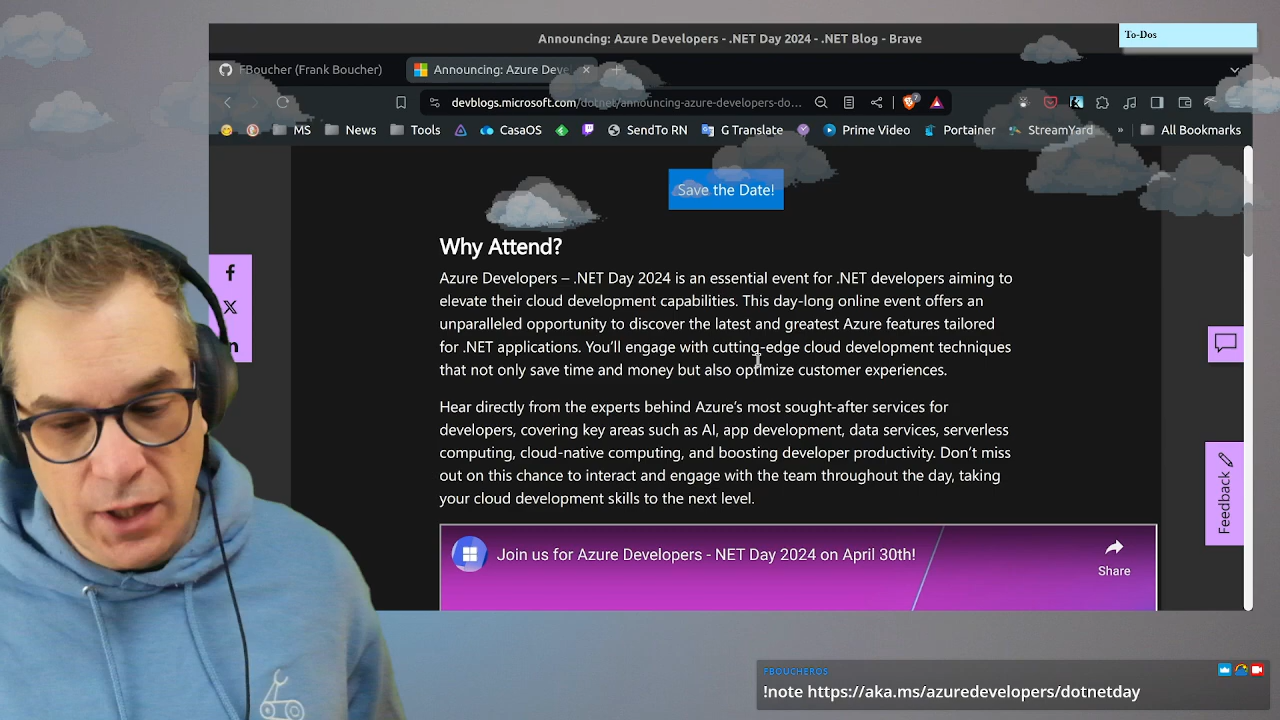 Announcing: Azure Developers - .NET Day 2024 - .NET Blog - Brave
To-Dos
FBoucher (Frank Boucher)
Announcing: Azure Deve
devblogs.microsoft.com/dotnet/announcing-azure-developers-do...
7
MS
News
Tools
CasaOS
SendTo RN
G Translate
Prime Video
Portainer
StreamYard
»
All Bookmarks
Save the Date!
Why Attend?
Azure Developers – .NET Day 2024 is an essential event for .NET developers aiming to
elevate their cloud development capabilities. This day-long online event offers an
unparalleled opportunity to discover the latest and greatest Azure features tailored
for .NET applications. You’ll engage with cutting-edge cloud development techniques
that not only save time and money but also optimize customer experiences.
Hear directly from the experts behind Azure’s most sought-after services for
developers, covering key areas such as AI, app development, data services, serverless
computing, cloud-native computing, and boosting developer productivity. Don’t miss
out on this chance to interact and engage with the team throughout the day, taking
your cloud development skills to the next level.
Feedback
Join us for Azure Developers - NET Day 2024 on April 30th!
Share
FBOUCHEROS
!note https://aka.ms/azuredevelopers/dotnetday